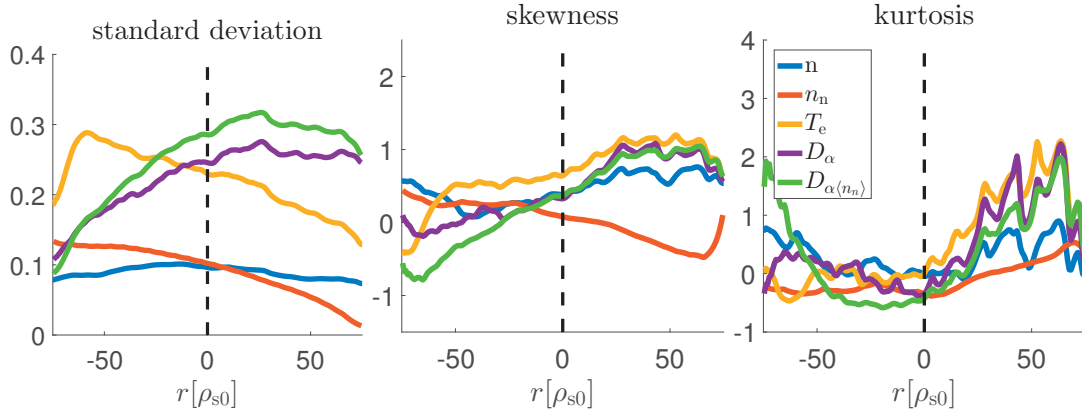 standard deviation
0.4
0.3
0.2
0.1
0
-50 0 50
r[ρs0]
skewness
2
1
0
-1
-50 0 50
r[ρs0]
kurtosis
4
3
2
1
0
-1
n
nn
Te
Dα
Dα⟨nn⟩
-50 0 50
r[ρs0]